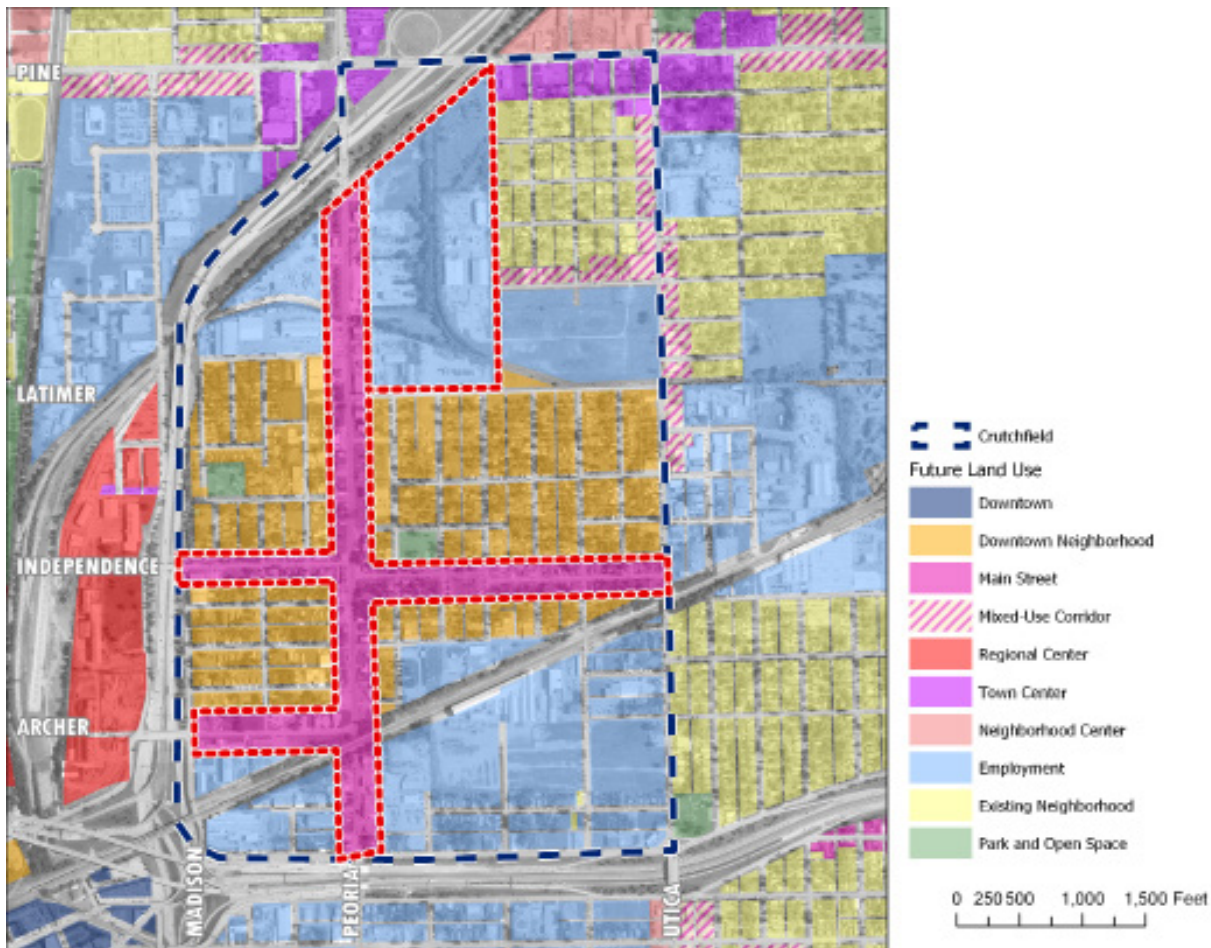 PINE
LATIMER
INDEPENDENCE
ARCHER
MADISON
PEORIA
UTICA
Crutchfield
Future Land Use
Downtown
Downtown Neighborhood
Main Street
Mixed-Use Corridor
Regional Center
Town Center
Neighborhood Center
Employment
Existing Neighborhood
Park and Open Space
0 250 500 1,000 1,500 Feet